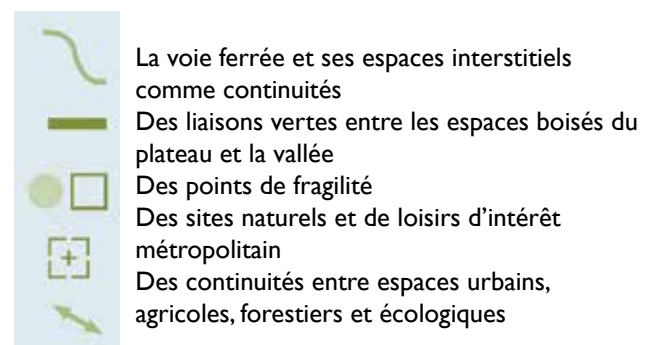 La voie ferrée et ses espaces interstitiels
comme continuités
Des liaisons vertes entre les espaces boisés du
plateau et la vallée
Des points de fragilité
Des sites naturels et de loisirs d’intérêt
métropolitain
Des continuités entre espaces urbains,
agricoles, forestiers et écologiques